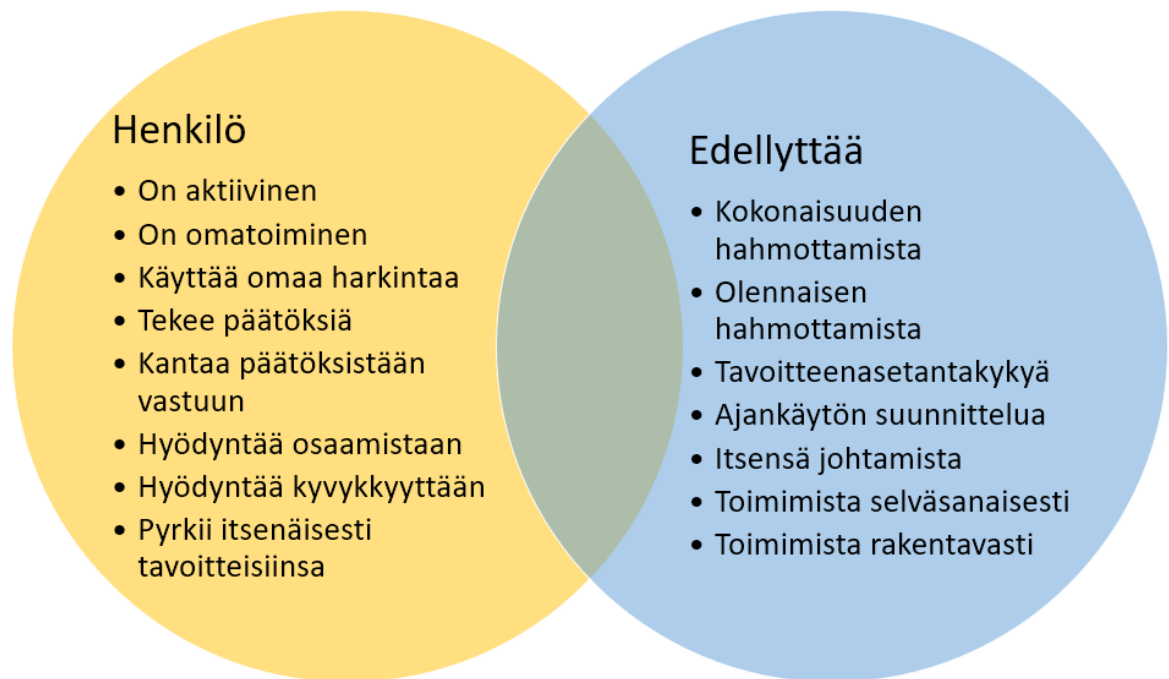 Henkilö
• On aktiivinen
• On omatoiminen
• Käyttää omaa harkintaa
• Tekee päätöksiä
• Kantaa päätöksistään
vastuun
• Hyödyntää osaamistaan
• Hyödyntää kyvykkyyttään
• Pyrkii itsenäisesti
tavoitteisiinsa
Edellyttää
• Kokonaisuuden
hahmottamista
• Olennaisen
hahmottamista
• Tavoitteenasetantakykyä
• Ajankäytön suunnittelua
• Itsensä johtamista
• Toimimista selväsanaisesti
• Toimimista rakentavasti